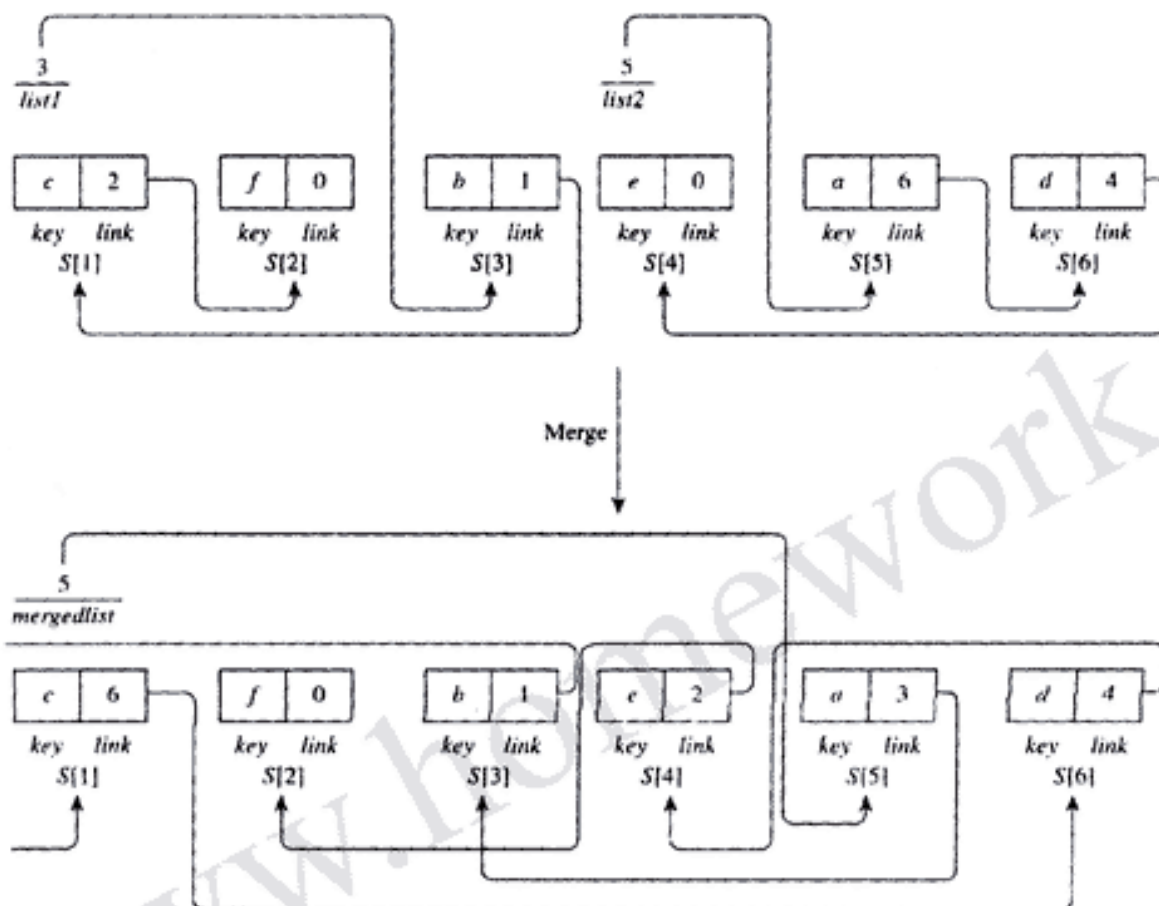 3 5
list1 list2
c 2 f 0 b 1 e 0 a 6 d 4
key link key link key link key link key link key link
S[1] S[2] S[3] S[4] S[5] S[6]
Merge
5
mergedlist
c 6 f 0 b 1 e 2 a 3 d 4
key link key link key link key link key link key link
S[1] S[2] S[3] S[4] S[5] S[6]
www.homework